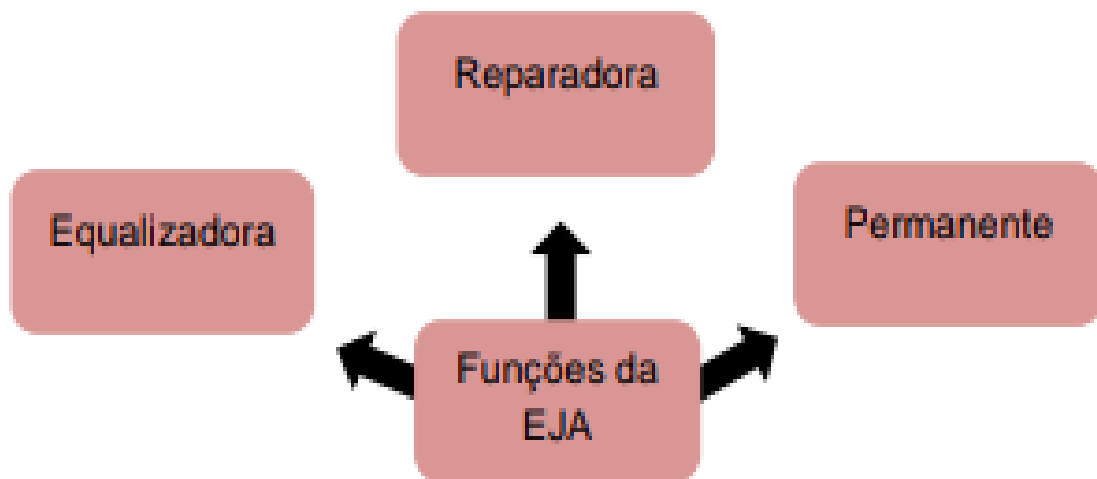 Reparadora
Equalizadora
Permanente
Funções da
EJA